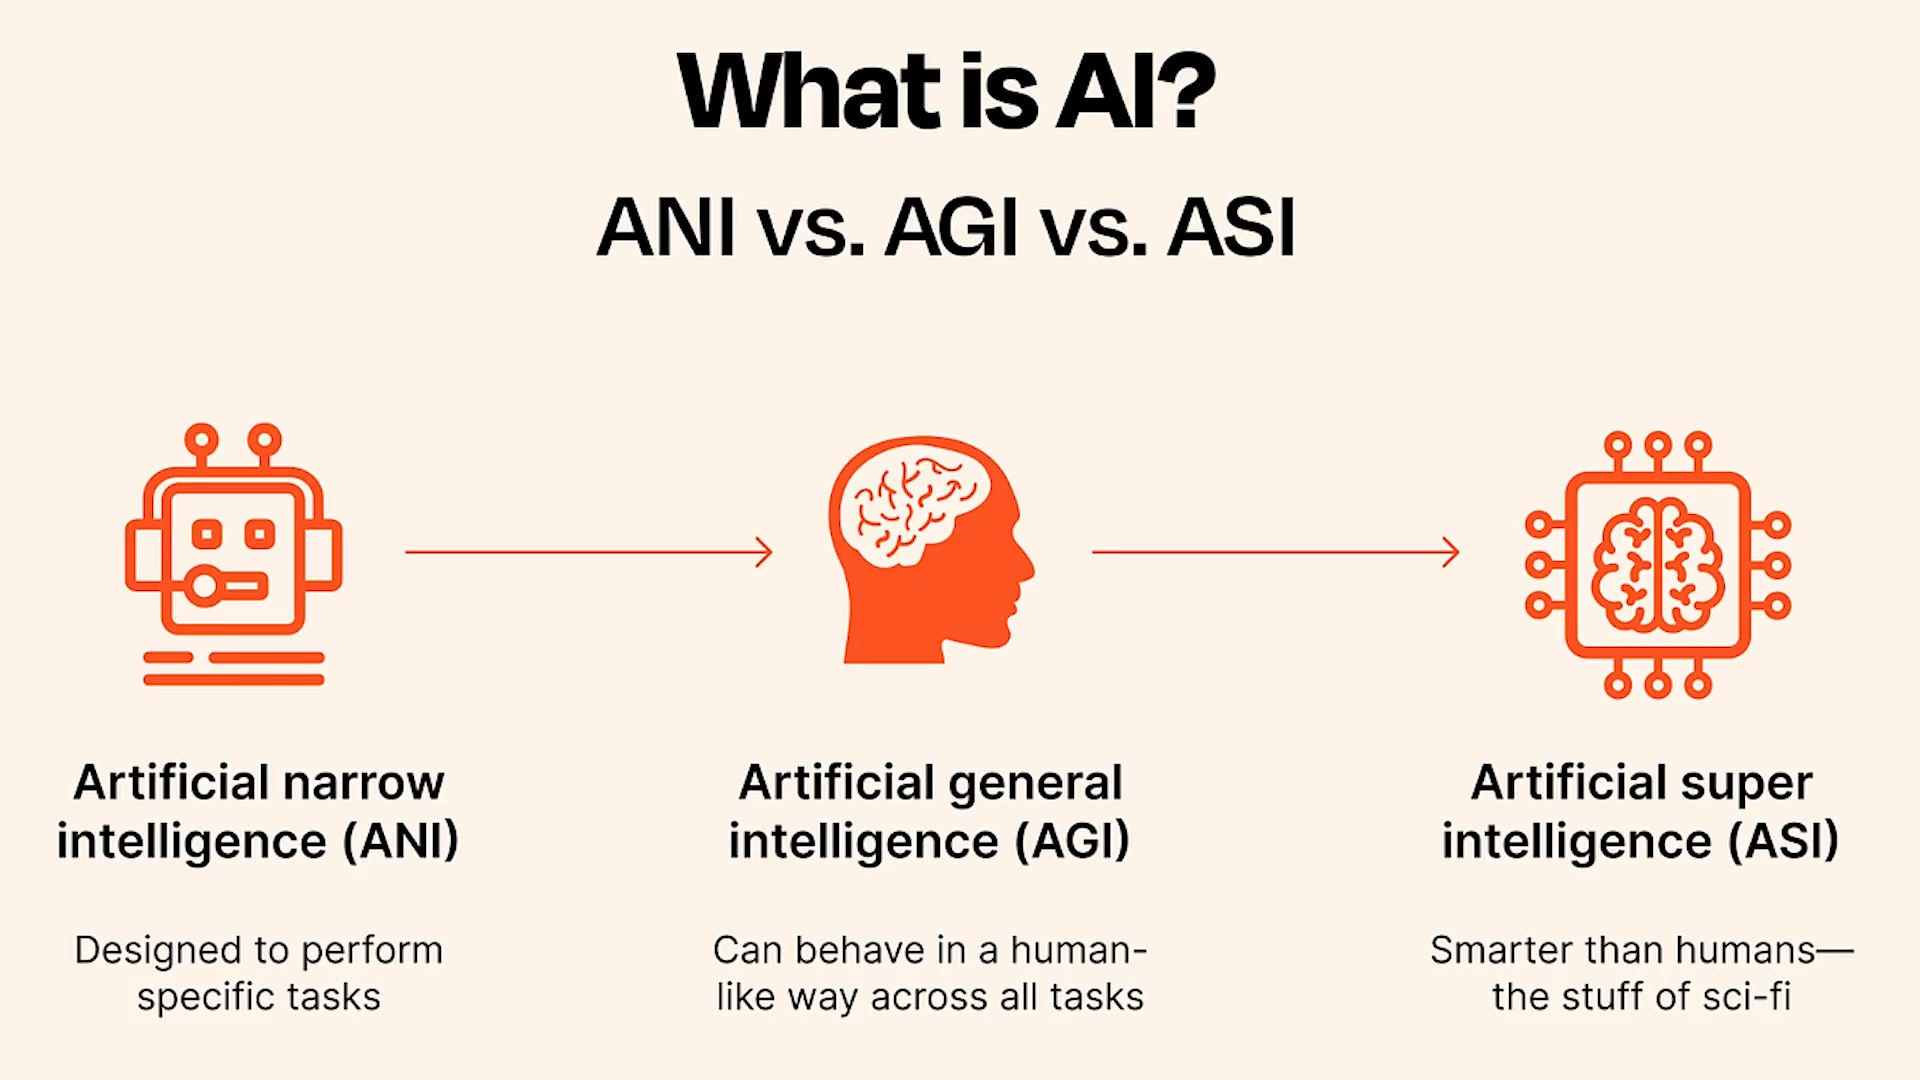 What is AI?
ANI vs. AGI vs. ASI
Artificial narrow
intelligence (ANI)
Designed to perform
specific tasks
Artificial general
intelligence (AGI)
Can behave in a human-
like way across all tasks
Artificial super
intelligence (ASI)
Smarter than humans—
the stuff of sci-fi